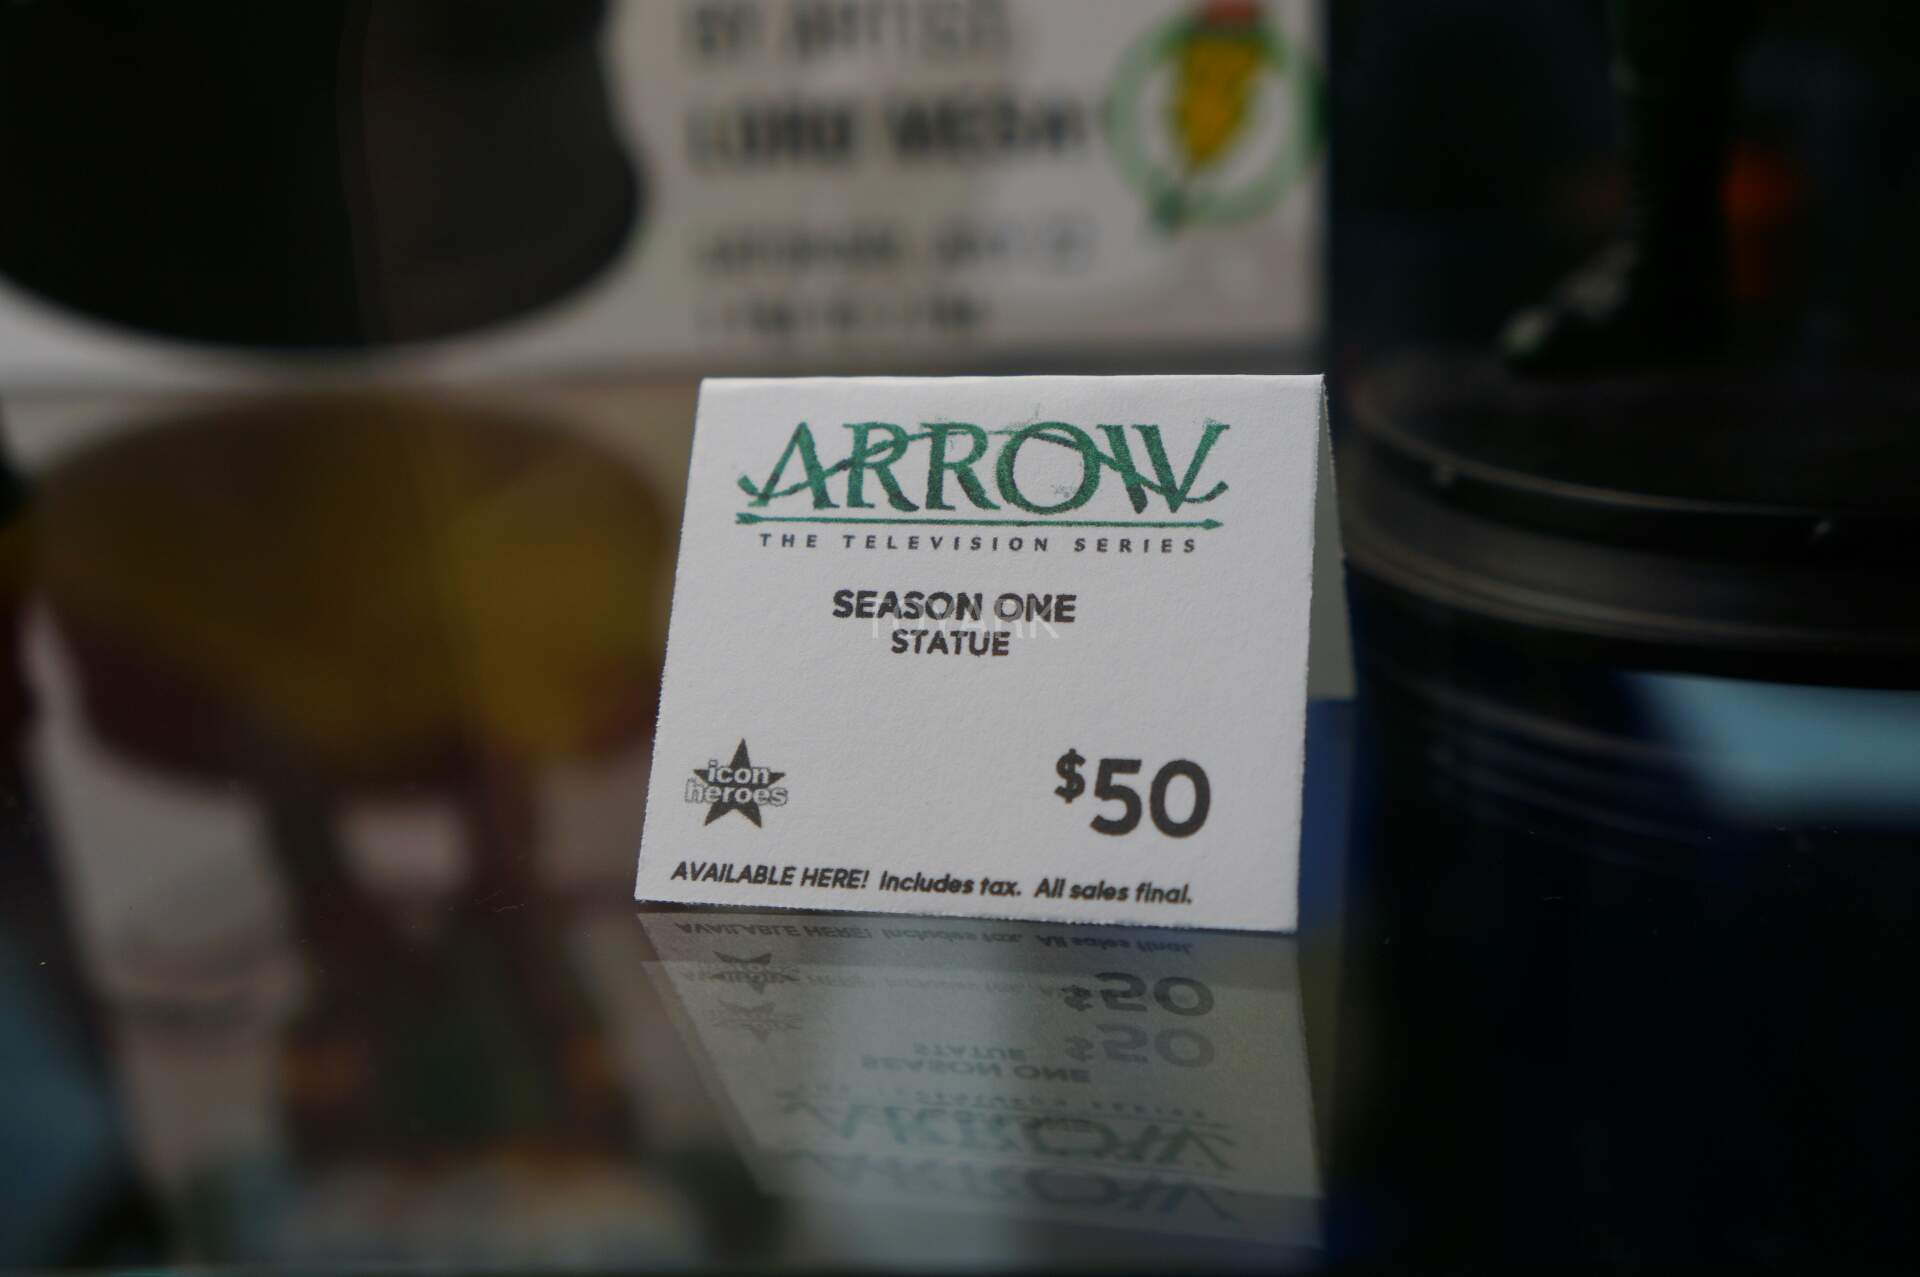 ARROW
THE TELEVISION SERIES
SEASON ONE
STATUE
icon
heroes
$50
AVAILABLE HERE! Includes tax. All sales final.